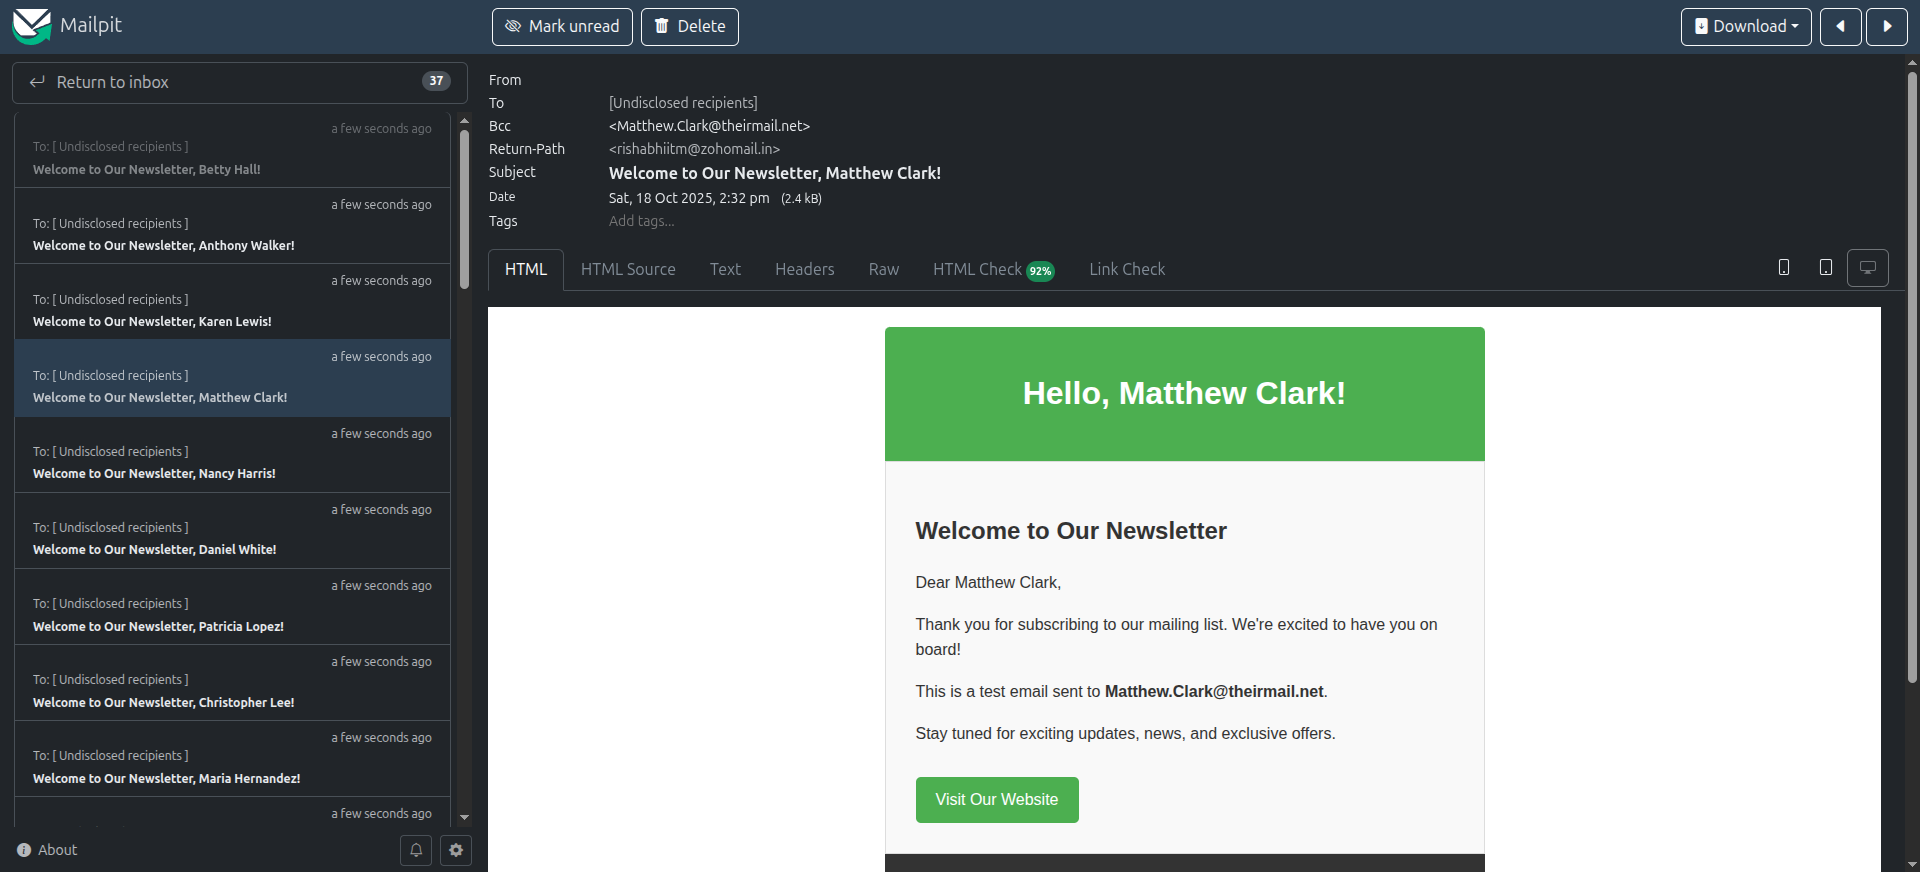 Mailpit
Mark unread
Delete
Download
Return to inbox
37
a few seconds ago
To: [ Undisclosed recipients ]
Welcome to Our Newsletter, Betty Hall!
a few seconds ago
To: [ Undisclosed recipients ]
Welcome to Our Newsletter, Anthony Walker!
a few seconds ago
To: [ Undisclosed recipients ]
Welcome to Our Newsletter, Karen Lewis!
a few seconds ago
To: [ Undisclosed recipients ]
Welcome to Our Newsletter, Matthew Clark!
a few seconds ago
To: [ Undisclosed recipients ]
Welcome to Our Newsletter, Nancy Harris!
a few seconds ago
To: [ Undisclosed recipients ]
Welcome to Our Newsletter, Daniel White!
a few seconds ago
To: [ Undisclosed recipients ]
Welcome to Our Newsletter, Patricia Lopez!
a few seconds ago
To: [ Undisclosed recipients ]
Welcome to Our Newsletter, Christopher Lee!
a few seconds ago
To: [ Undisclosed recipients ]
Welcome to Our Newsletter, Maria Hernandez!
a few seconds ago
About
From
To [Undisclosed recipients]
Bcc <Matthew.Clark@theirmail.net>
Return-Path <rishabhiitm@zohomail.in>
Subject Welcome to Our Newsletter, Matthew Clark!
Date Sat, 18 Oct 2025, 2:32 pm (2.4 kB)
Tags Add tags...
HTML HTML Source Text Headers Raw HTML Check 92% Link Check
Hello, Matthew Clark!
Welcome to Our Newsletter
Dear Matthew Clark,
Thank you for subscribing to our mailing list. We're excited to have you on
board!
This is a test email sent to Matthew.Clark@theirmail.net.
Stay tuned for exciting updates, news, and exclusive offers.
Visit Our Website